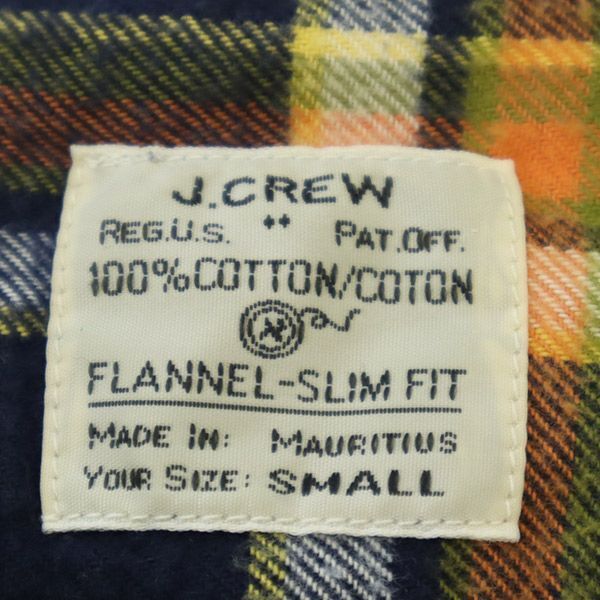 J.CREW
REG.U.S. PAT.OFF.
100%COTTON/COTON
FLANNEL-SLIM FIT
MADE IN: MAURITIUS
YOUR SIZE: SMALL